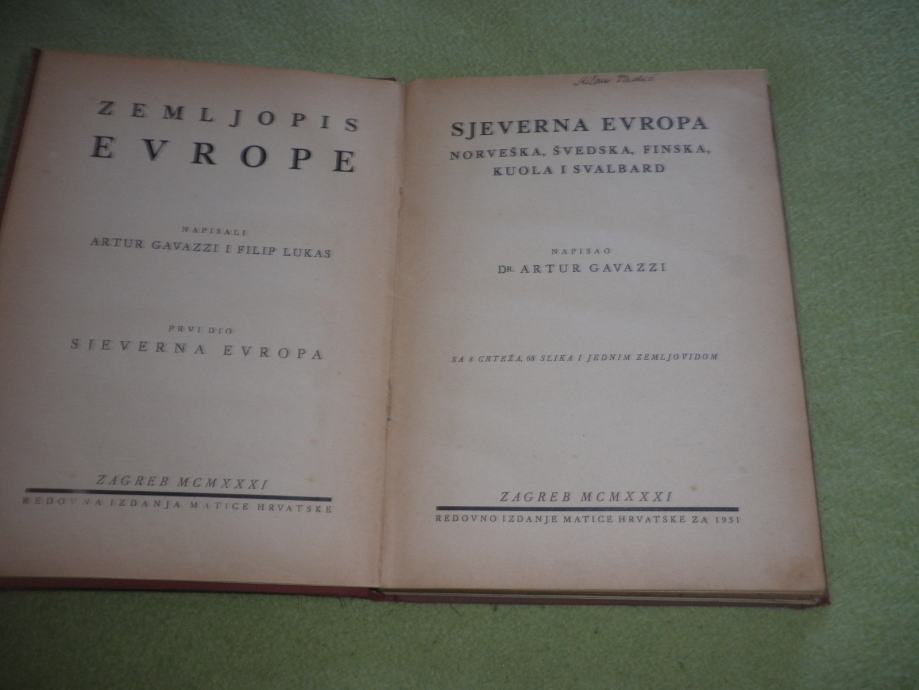 ZEMLJOPIS
EVROPE
NAPISALI
ARTUR GAVAZZI I FILIP LUKAS
PRVI DIO
SJEVERNA EVROPA
ZAGREB MCMXXXI
REDOVNA IZDANJA MATICE HRVATSKE
SJEVERNA EVROPA
NORVEŠKA, ŠVEDSKA, FINSKA,
KUOLA I SVALBARD
NAPISAO
DR. ARTUR GAVAZZI
SA 8 CRTEŽA, 68 SLIKA I JEDNIM ZEMLJOVIDOM
ZAGREB MCMXXXI
REDOVNO IZDANJE MATICE HRVATSKE ZA 1931